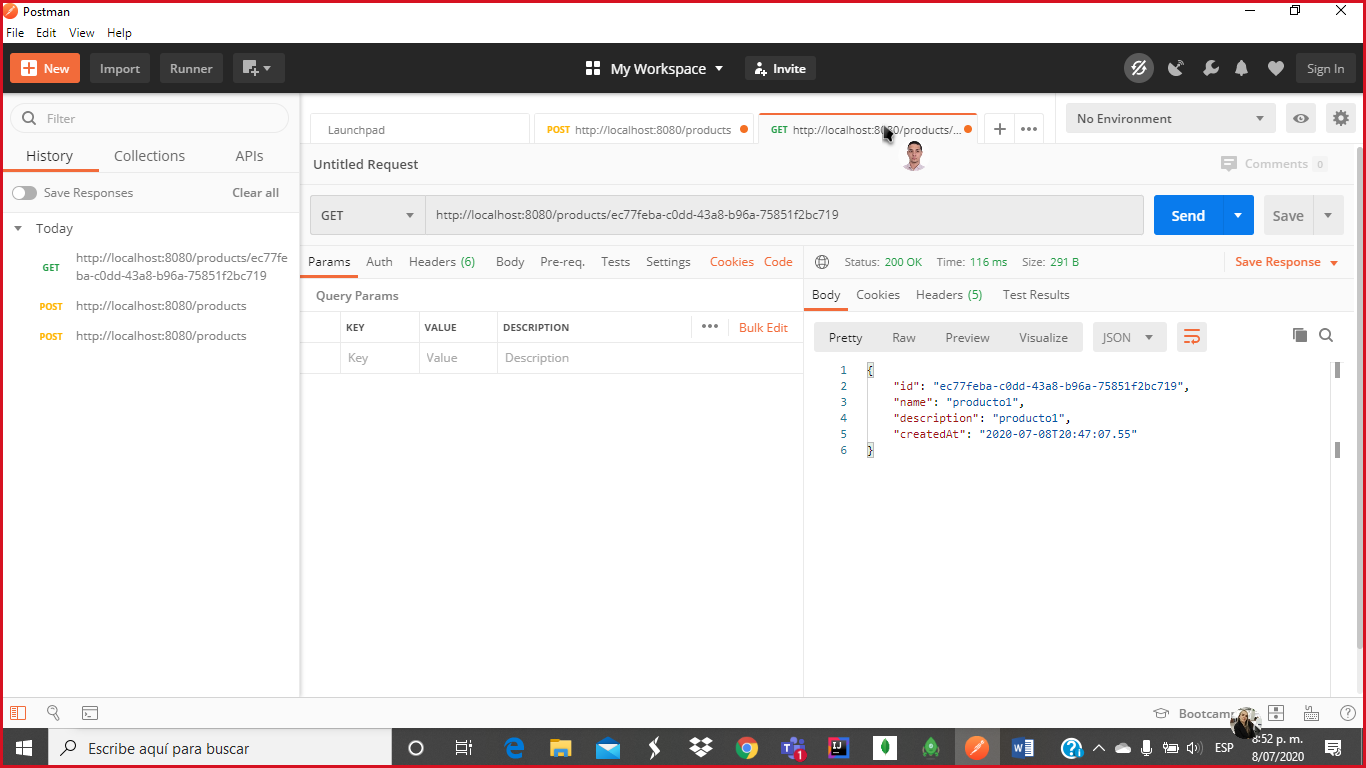 Postman
File Edit View Help
New Import Runner My Workspace Invite Sign In
Filter
History Collections APIs
Save Responses Clear all
Today
GET http://localhost:8080/products/ec77fe
ba-c0dd-43a8-b96a-75851f2bc719
POST http://localhost:8080/products
POST http://localhost:8080/products
Launchpad POST http://localhost:8080/products GET http://localhost:8080/products/... No Environment
Untitled Request Comments 0
GET http://localhost:8080/products/ec77feba-c0dd-43a8-b96a-75851f2bc719 Send Save
Params Auth Headers (6) Body Pre-req. Tests Settings Cookies Code
Query Params
KEY VALUE DESCRIPTION Bulk Edit
Key Value Description
Status: 200 OK Time: 116 ms Size: 291 B Save Response
Body Cookies Headers (5) Test Results
Pretty Raw Preview Visualize JSON
1 {
2 "id": "ec77feba-c0dd-43a8-b96a-75851f2bc719",
3 "name": "producto1",
4 "description": "producto1",
5 "createdAt": "2020-07-08T20:47:07.55"
6 }
Bootcamp
Escribe aquí para buscar
1
ESP
8:52 p. m.
8/07/2020